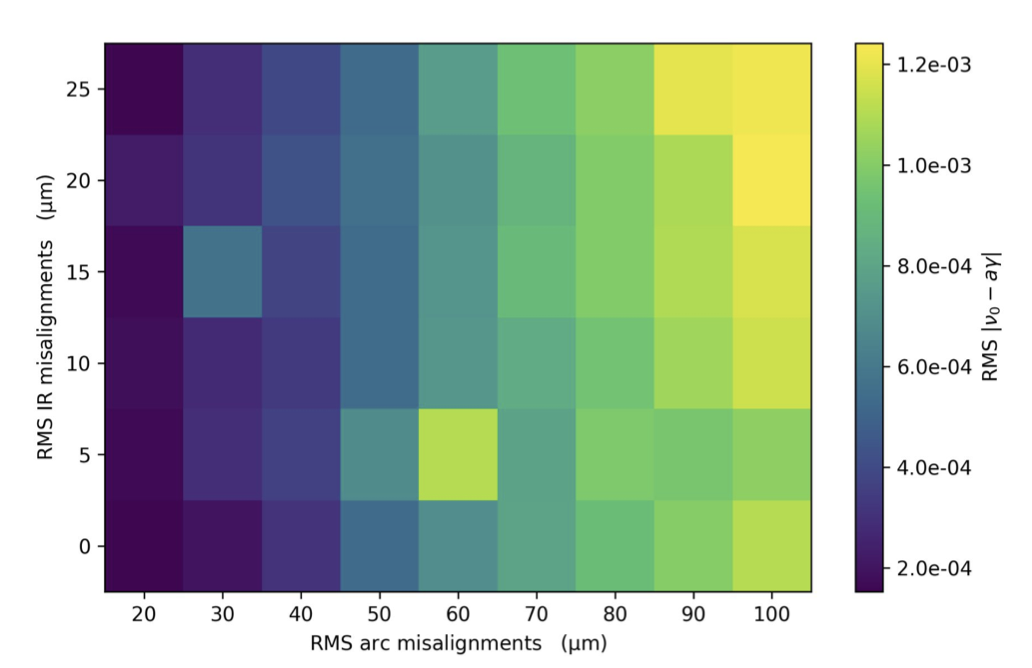 25
20
15
10
5
0
RMS IR misalignments (µm)
20 30 40 50 60 70 80 90 100
RMS arc misalignments (µm)
1.2e-03
1.0e-03
8.0e-04
6.0e-04
4.0e-04
2.0e-04
RMS |ν₀ − aγ|